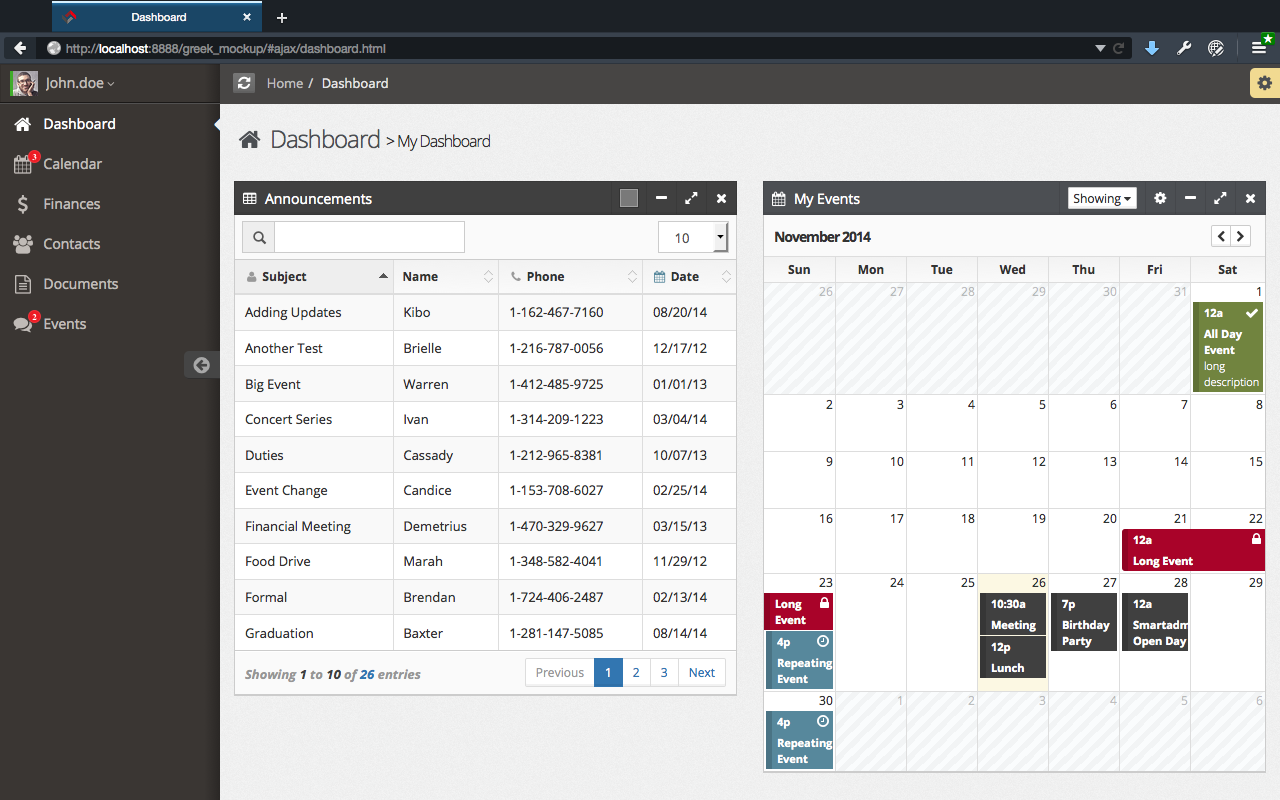 Dashboard
http://localhost:8888/greek_mockup/#ajax/dashboard.html
John.doe
Home / Dashboard
Dashboard
3
Calendar
Finances
Contacts
Documents
2
Events
Dashboard > My Dashboard
Announcements
10
Subject Name Phone Date
Adding Updates Kibo 1-162-467-7160 08/20/14
Another Test Brielle 1-216-787-0056 12/17/12
Big Event Warren 1-412-485-9725 01/01/13
Concert Series Ivan 1-314-209-1223 03/04/14
Duties Cassady 1-212-965-8381 10/07/13
Event Change Candice 1-153-708-6027 02/25/14
Financial Meeting Demetrius 1-470-329-9627 03/15/13
Food Drive Marah 1-348-582-4041 11/29/12
Formal Brendan 1-724-406-2487 02/13/14
Graduation Baxter 1-281-147-5085 08/14/14
Showing 1 to 10 of 26 entries
Previous 1 2 3 Next
My Events
Showing
November 2014
Sun Mon Tue Wed Thu Fri Sat
26 27 28 29 30 31 1
12a
All Day
Event
long
description
2 3 4 5 6 7 8
9 10 11 12 13 14 15
16 17 18 19 20 21 22
12a
Long Event
23 24 25 26 27 28 29
Long
Event
4p
Repeating
Event
10:30a
Meeting
12p
Lunch
7p
Birthday
Party
12a
Smartadm
Open Day
30 1 2 3 4 5 6
4p
Repeating
Event